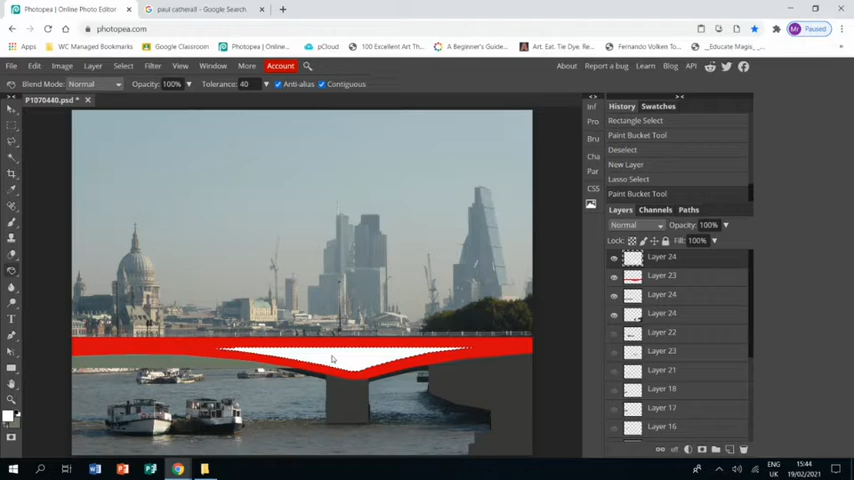 Photopea | Online Photo Editor
paul catherall - Google Search
photopea.com
Mr Paused
Apps WC Managed Bookmarks Google Classroom Photopea | Online... pCloud 100 Excellent Art Th... A Beginner's Guide... Art. Eat. Tie Dye. Re... Fernando Volken To... _Educate Magis_...
File Edit Image Layer Select Filter View Window More Account About Report a bug Learn Blog API
Blend Mode: Normal Opacity: 100% Tolerance: 40 Anti-alias Contiguous
P1070440.psd *
Inf
Pro
Bru
Cha
Par
CSS
History Swatches
Rectangle Select
Paint Bucket Tool
Deselect
New Layer
Lasso Select
Paint Bucket Tool
Layers Channels Paths
Normal Opacity: 100%
Lock: Fill: 100%
Layer 24
Layer 23
Layer 24
Layer 24
Layer 22
Layer 23
Layer 21
Layer 18
Layer 17
Layer 16
eff
ENG
UK
15:44
19/02/2021